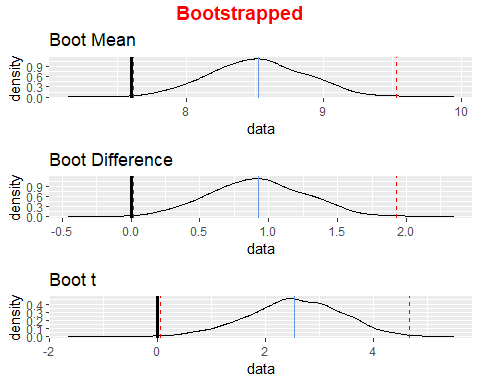 Bootstrapped
Boot Mean
density
0.9
0.6
0.3
0.0
8
9
10
data
Boot Difference
density
0.9
0.6
0.3
0.0
-0.5
0.0
0.5
1.0
1.5
2.0
data
Boot t
density
0.4
0.3
0.2
0.1
0.0
-2
0
2
4
data